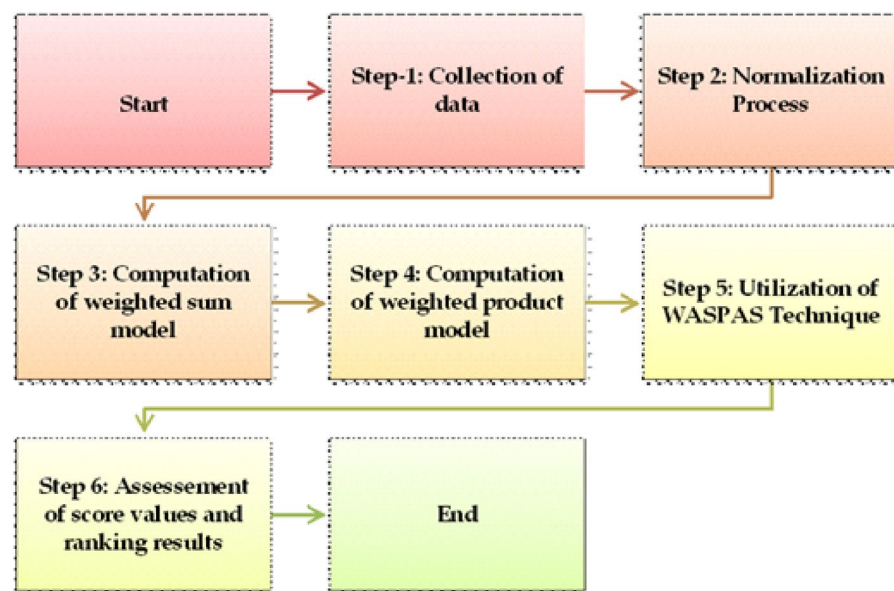 Start
Step-1: Collection of
data
Step 2: Normalization
Process
Step 3: Computation
of weighted sum
model
Step 4: Computation
of weighted product
model
Step 5: Utilization of
WASPAS Technique
Step 6: Assessement
of score values and
ranking results
End